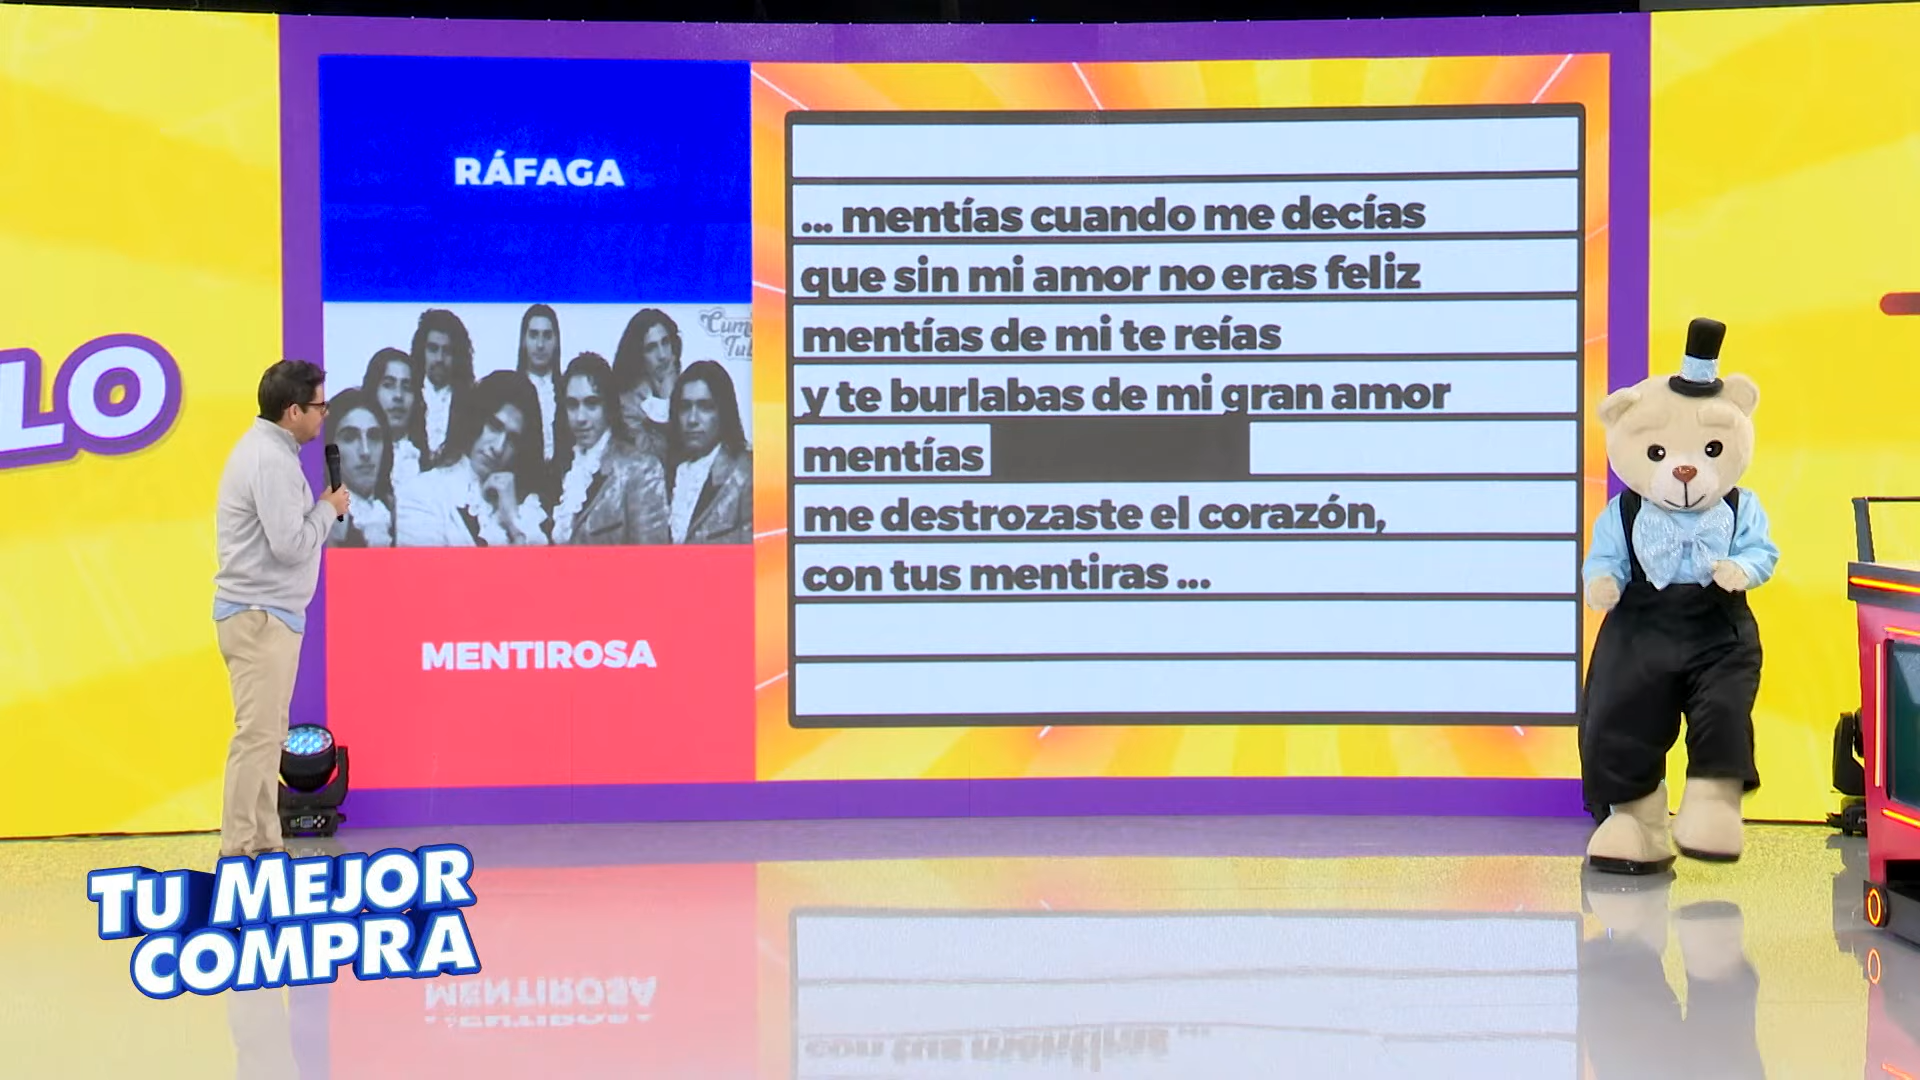 RÁFAGA
MENTIROSA
... mentías cuando me decías
que sin mi amor no eras feliz
mentías de mi te reías
y te burlabas de mi gran amor
mentías
me destrozaste el corazón,
con tus mentiras ...
LO
TU MEJOR
COMPRA